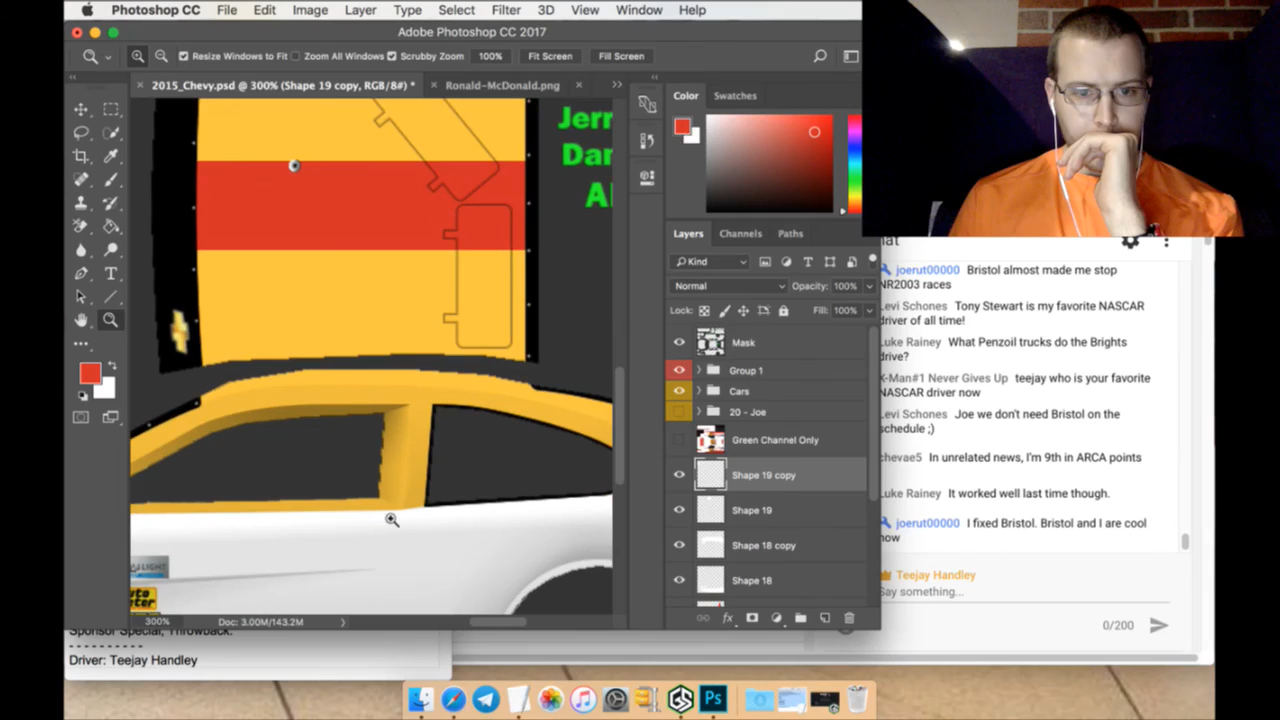 Photoshop CC File Edit Image Layer Type Select Filter 3D View Window Help
Adobe Photoshop CC 2017
Resize Windows to Fit Zoom All Windows Scrubby Zoom 100% Fit Screen Fill Screen
2015_Chevy.psd @ 300% (Shape 19 copy, RGB/8#) * Ronald-McDonald.png
Color Swatches
Jerr
Dan
Al
Layers Channels Paths
Kind
Normal Opacity: 100%
Lock: Fill: 100%
Mask
Group 1
Cars
20 - Joe
Green Channel Only
Shape 19 copy
Shape 19
Shape 18 copy
Shape 18
300% Doc: 3.00M/143.2M
Sponsor Special, Throwback.
----------
Driver: Teejay Handley
hat
joerut00000 Bristol almost made me stop
NR2003 races
Levi Schones Tony Stewart is my favorite NASCAR
driver of all time!
Luke Rainey What Penzoil trucks do the Brights
drive?
K-Man#1 Never Gives Up teejay who is your favorite
NASCAR driver now
Levi Schones Joe we don't need Bristol on the
schedule ;)
chevae5 In unrelated news, I'm 9th in ARCA points
Luke Rainey It worked well last time though.
joerut00000 I fixed Bristol. Bristol and I are cool
now
Teejay Handley
Say something...
0/200
Ps